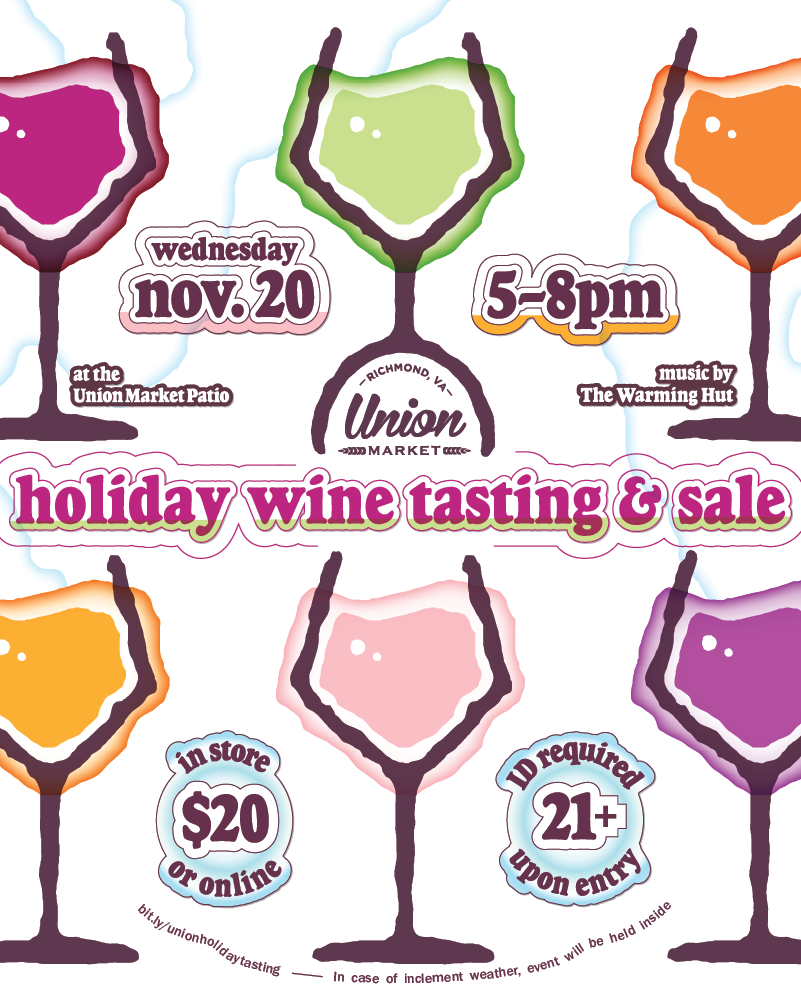 wednesday
nov. 20
5–8pm
at the
Union Market Patio
music by
The Warming Hut
RICHMOND, VA
Union
MARKET
holiday wine tasting & sale
in store
$20
or online
ID required
21+
upon entry
bit.ly/unionholidaytasting — In case of inclement weather, event will be held inside